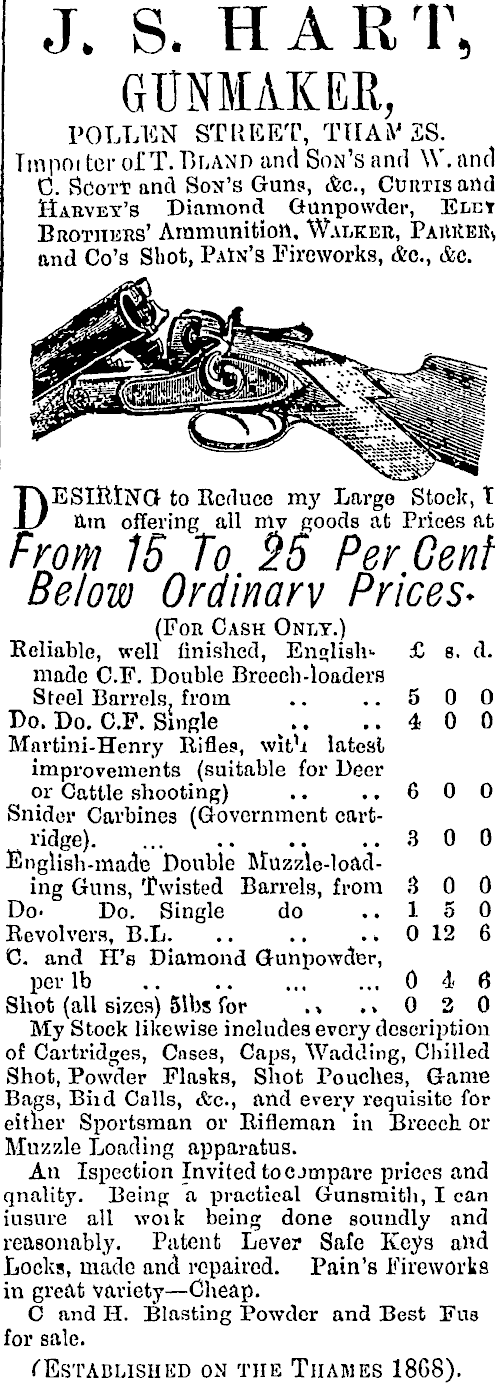 J. S. HART,
GUNMAKER,
POLLEN STREET, THAMES.
Importer of T. BLAND and SON'S and W. and
C. SCOTT and SON'S Guns, &c., CURTIS and
HARVEY'S Diamond Gunpowder, ELEY
BROTHERS' Ammunition, WALKER, PARKER,
and Co's Shot, PAIN'S Fireworks, &c., &c.
DESIRING to Reduce my Large Stock, I
am offering all my goods at Prices at
From 15 To 25 Per Cent
Below Ordinary Prices.
(FOR CASH ONLY.)
Reliable, well finished, English- £ s. d.
made C.F. Double Breech-loaders
Steel Barrels, from .. .. 5 0 0
Do. Do. C.F. Single .. .. 4 0 0
Martini-Henry Rifles, with latest
improvements (suitable for Deer
or Cattle shooting) .. .. 6 0 0
Snider Carbines (Government cart-
ridge). ... .. .. .. 3 0 0
English-made Double Muzzle-load-
ing Guns, Twisted Barrels, from 3 0 0
Do. Do. Single do .. 1 5 0
Revolvers, B.L. .. .. .. 0 12 6
C. and H's Diamond Gunpowder,
per lb .. .. ... ... 0 4 6
Shot (all sizes) 5lbs for .. .. 0 2 0
My Stock likewise includes every description
of Cartridges, Cases, Caps, Wadding, Chilled
Shot, Powder Flasks, Shot Pouches, Game
Bags, Bird Calls, &c., and every requisite for
either Sportsman or Rifleman in Breech or
Muzzle Loading apparatus.
An Ispection Invited to compare prices and
quality. Being a practical Gunsmith, I can
insure all work being done soundly and
reasonably. Patent Lever Safe Keys and
Locks, made and repaired. Pain's Fireworks
in great variety—Cheap.
C and H. Blasting Powder and Best Fus
for sale.
(ESTABLISHED ON THE THAMES 1868).